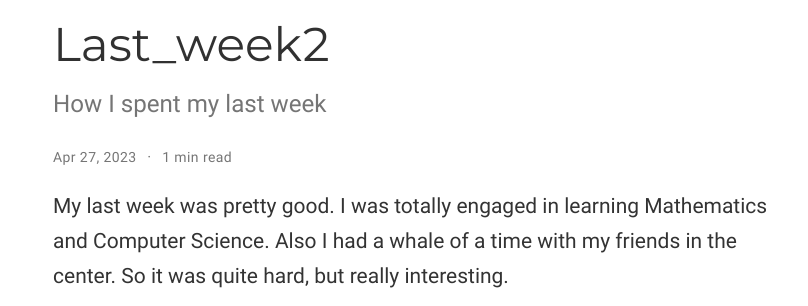 Last_week2
How I spent my last week
Apr 27, 2023 · 1 min read
My last week was pretty good. I was totally engaged in learning Mathematics
and Computer Science. Also I had a whale of a time with my friends in the
center. So it was quite hard, but really interesting.